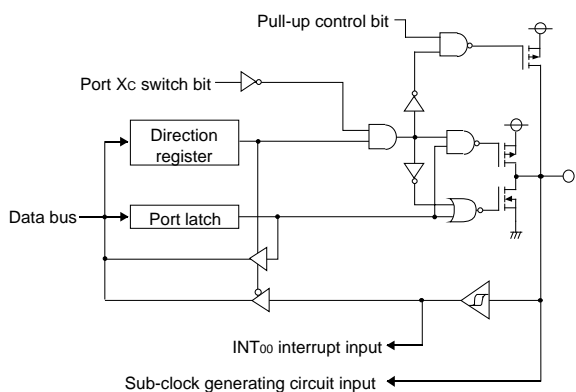 Pull-up control bit
Port XC switch bit
Direction
register
Data bus
Port latch
INT00 interrupt input
Sub-clock generating circuit input